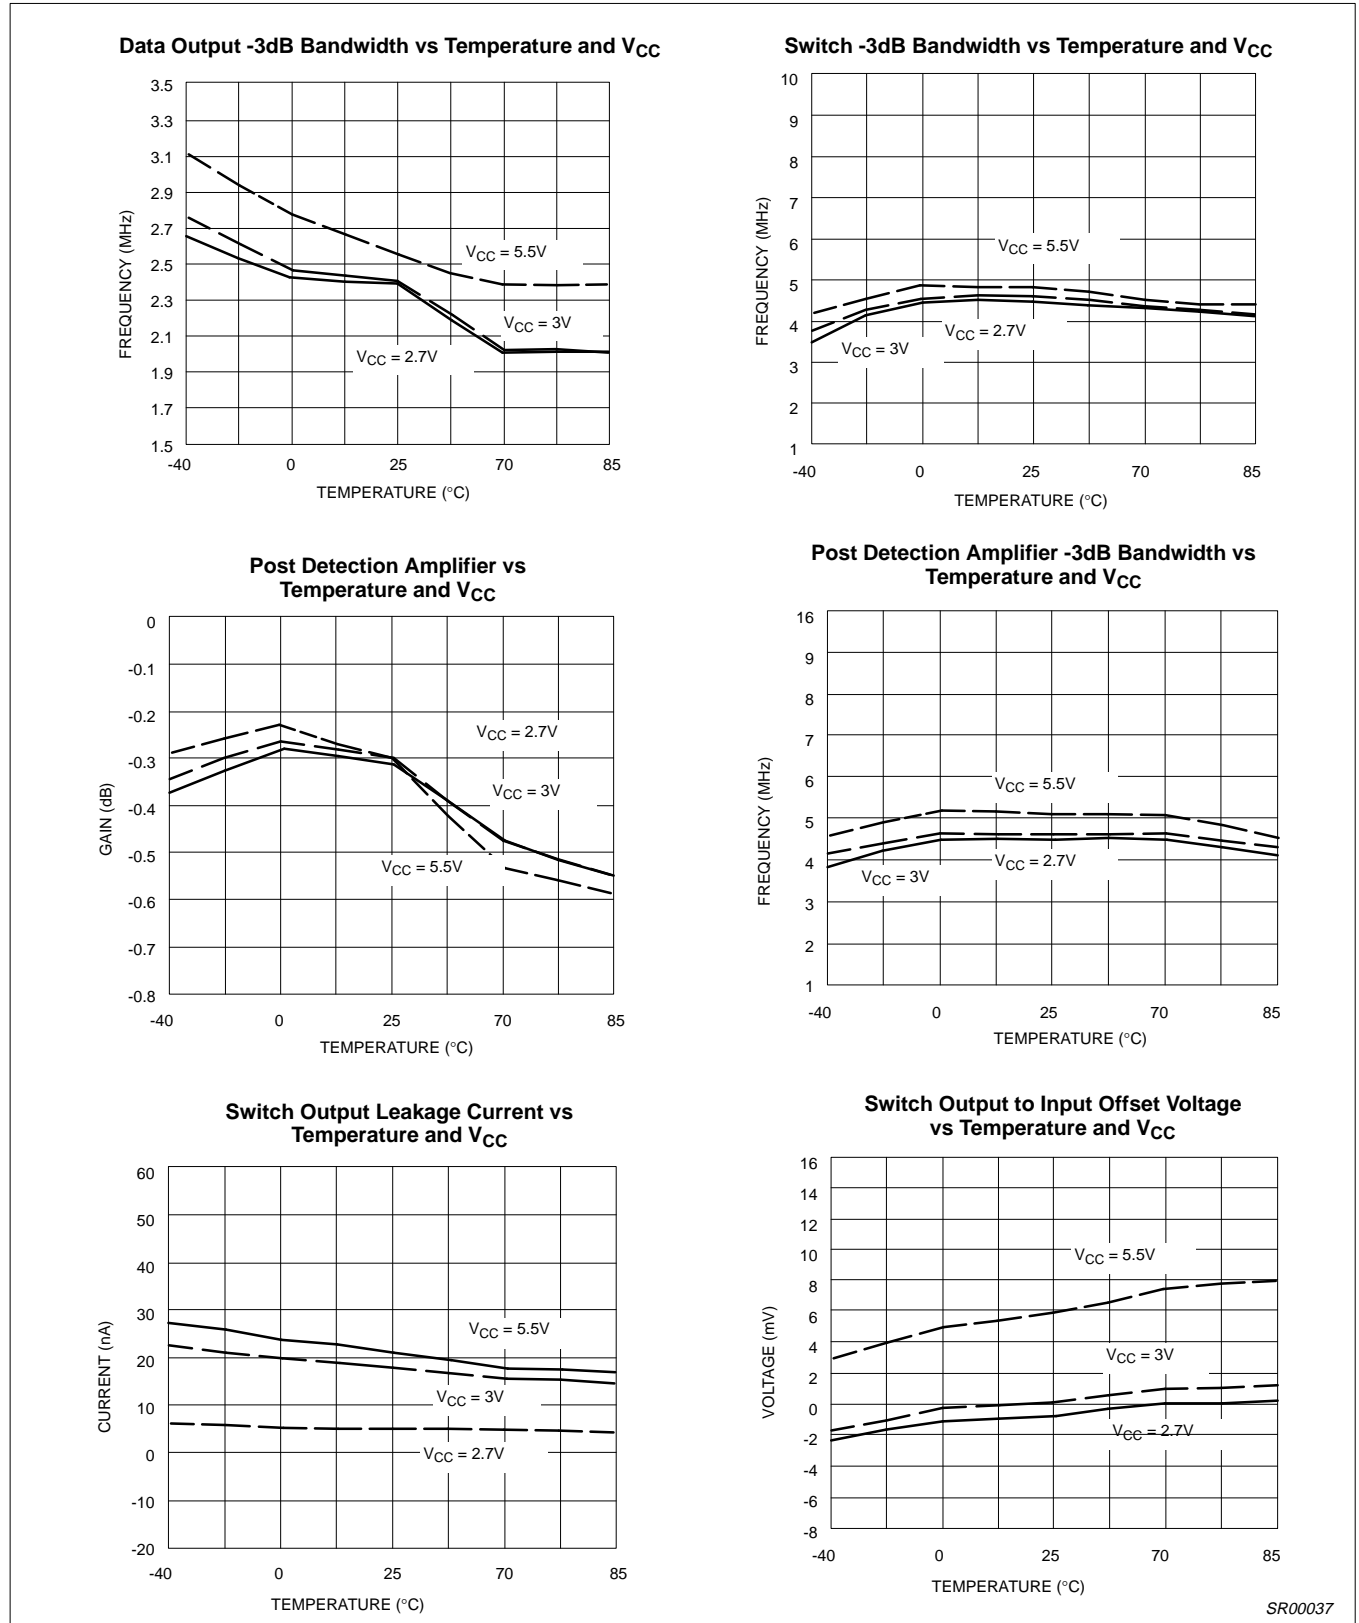 Data Output -3dB Bandwidth vs Temperature and VCC
3.5
3.3
3.1
2.9
2.7
2.5
2.3
2.1
1.9
1.7
1.5
FREQUENCY (MHz)
VCC = 5.5V
VCC = 3V
VCC = 2.7V
-40 0 25 70 85
TEMPERATURE (°C)
Switch -3dB Bandwidth vs Temperature and VCC
10
9
8
7
6
5
4
3
2
1
FREQUENCY (MHz)
VCC = 5.5V
VCC = 2.7V
VCC = 3V
-40 0 25 70 85
TEMPERATURE (°C)
Post Detection Amplifier vs
Temperature and VCC
0
-0.1
-0.2
-0.3
-0.4
-0.5
-0.6
-0.7
-0.8
GAIN (dB)
VCC = 2.7V
VCC = 3V
VCC = 5.5V
-40 0 25 70 85
TEMPERATURE (°C)
Post Detection Amplifier -3dB Bandwidth vs
Temperature and VCC
16
9
8
7
6
5
4
3
2
1
FREQUENCY (MHz)
VCC = 5.5V
VCC = 2.7V
VCC = 3V
-40 0 25 70 85
TEMPERATURE (°C)
Switch Output Leakage Current vs
Temperature and VCC
60
50
40
30
20
10
0
-10
-20
CURRENT (nA)
VCC = 5.5V
VCC = 3V
VCC = 2.7V
-40 0 25 70 85
TEMPERATURE (°C)
Switch Output to Input Offset Voltage
vs Temperature and VCC
16
14
12
10
8
6
4
2
0
-2
-4
-6
-8
VOLTAGE (mV)
VCC = 5.5V
VCC = 3V
VCC = 2.7V
-40 0 25 70 85
TEMPERATURE (°C)
SR00037